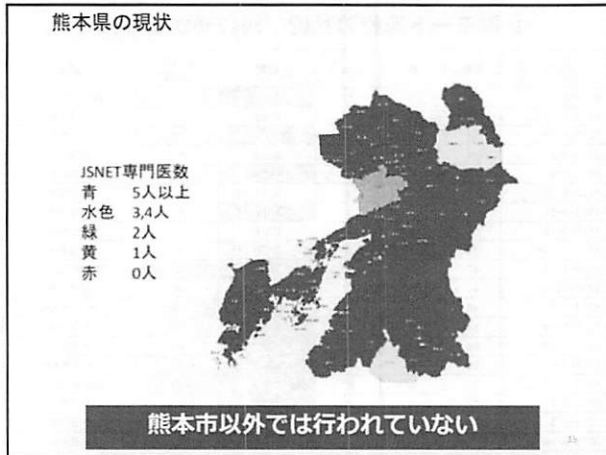 熊本県の現状
JSNET専門医数
青 5人以上
水色 3,4人
緑 2人
黄 1人
赤 0人
熊本市以外では行われていない